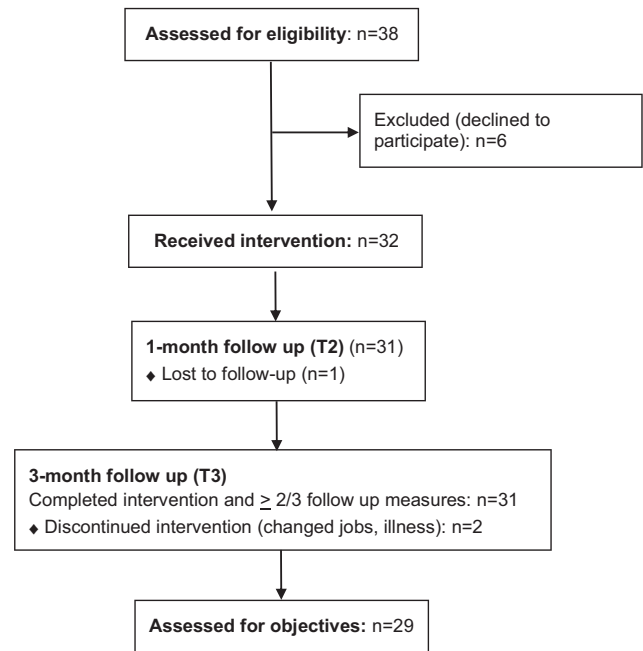 Assessed for eligibility: n=38
Excluded (declined to
participate): n=6
Received intervention: n=32
1-month follow up (T2) (n=31)
♦ Lost to follow-up (n=1)
3-month follow up (T3)
Completed intervention and ≥ 2/3 follow up measures: n=31
♦ Discontinued intervention (changed jobs, illness): n=2
Assessed for objectives: n=29